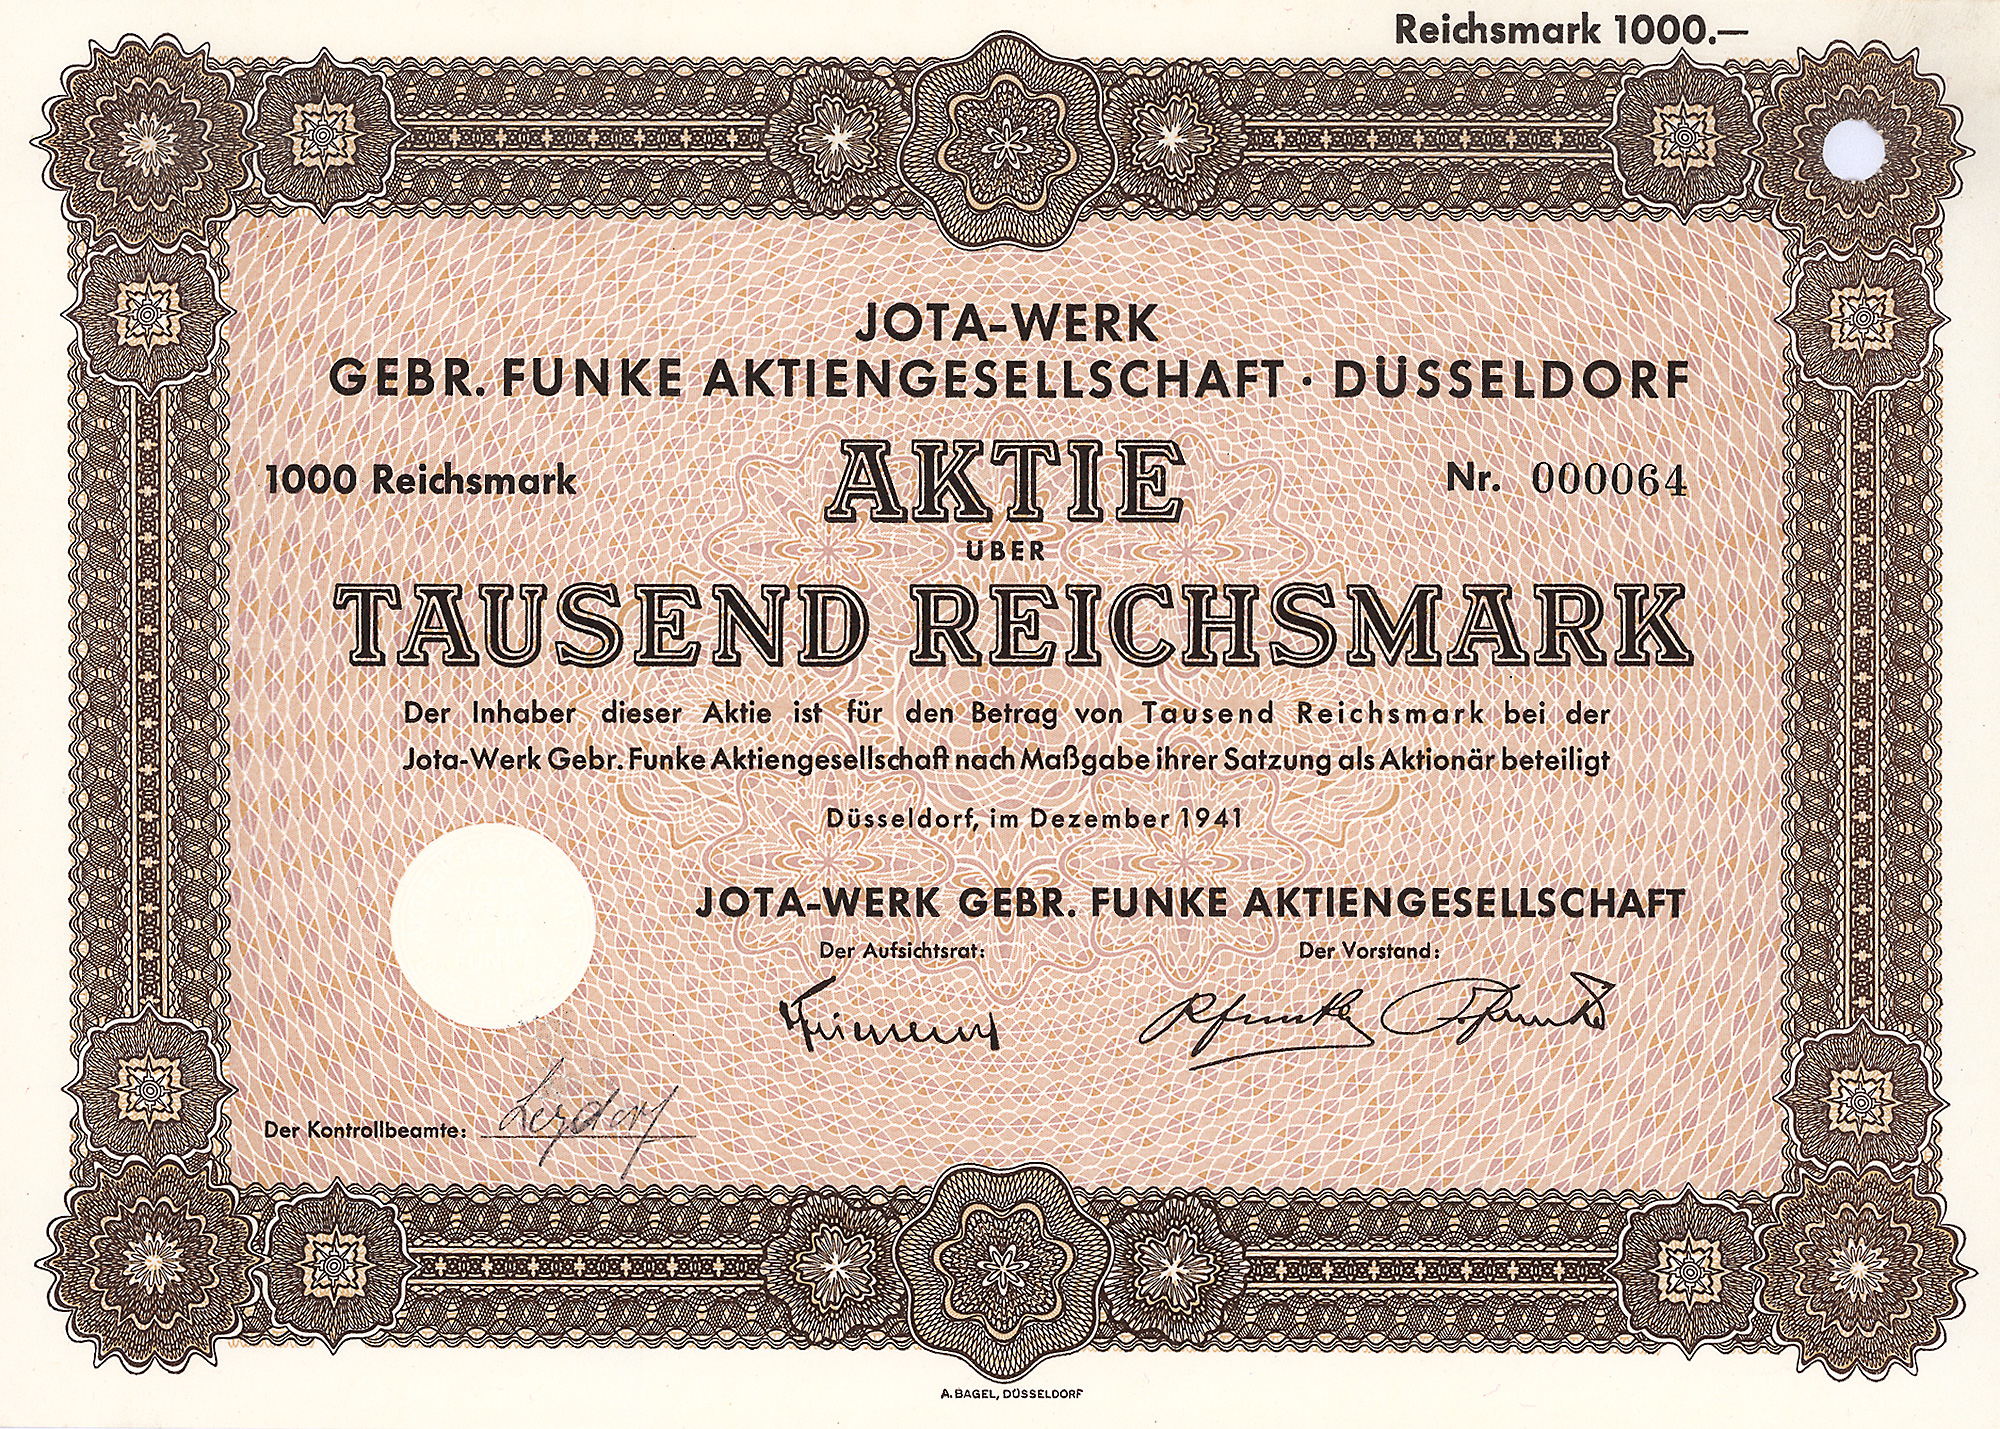 Reichsmark 1000.—
JOTA-WERK
GEBR. FUNKE AKTIENGESELLSCHAFT · DÜSSELDORF
1000 Reichsmark
AKTIE
Nr. 000064
ÜBER
TAUSEND REICHSMARK
Der Inhaber dieser Aktie ist für den Betrag von Tausend Reichsmark bei der
Jota-Werk Gebr. Funke Aktiengesellschaft nach Maßgabe ihrer Satzung als Aktionär beteiligt
Düsseldorf, im Dezember 1941
JOTA-WERK GEBR. FUNKE AKTIENGESELLSCHAFT
Der Aufsichtsrat:
Der Vorstand:
Der Kontrollbeamte:
A. BAGEL, DÜSSELDORF